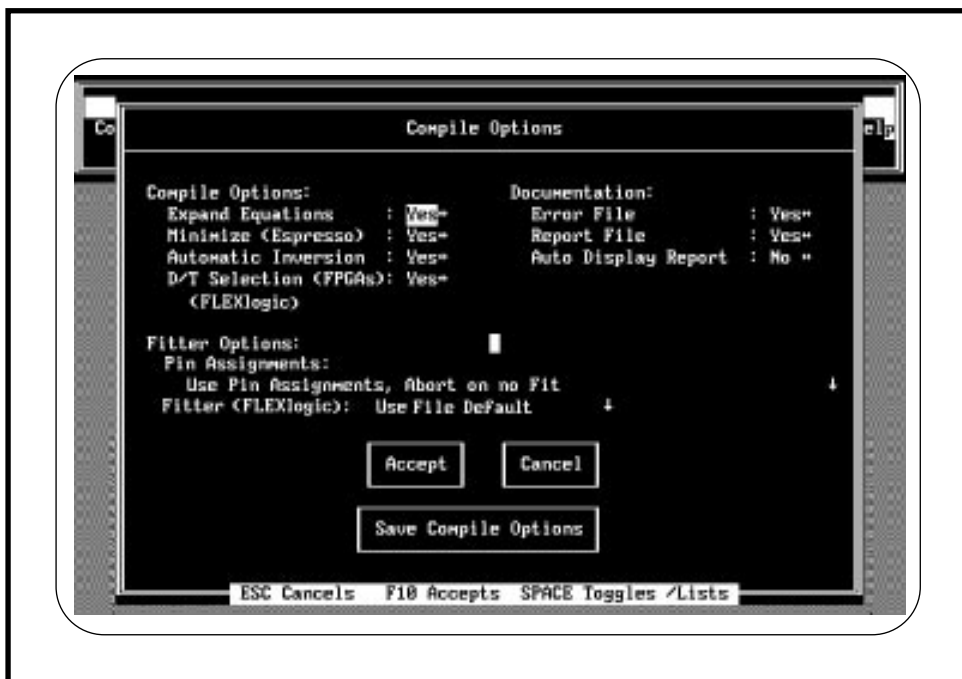 Co
elp
Compile Options
Compile Options:
Expand Equations : Yes↔
Minimize (Espresso) : Yes↔
Automatic Inversion : Yes↔
D/T Selection (FPGAs): Yes↔
(FLEXlogic)
Documentation:
Error File : Yes↔
Report File : Yes↔
Auto Display Report : No ↔
Fitter Options:
Pin Assignments:
Use Pin Assignments, Abort on no Fit ↓
Fitter (FLEXlogic): Use File Default ↓
Accept
Cancel
Save Compile Options
ESC Cancels F10 Accepts SPACE Toggles /Lists